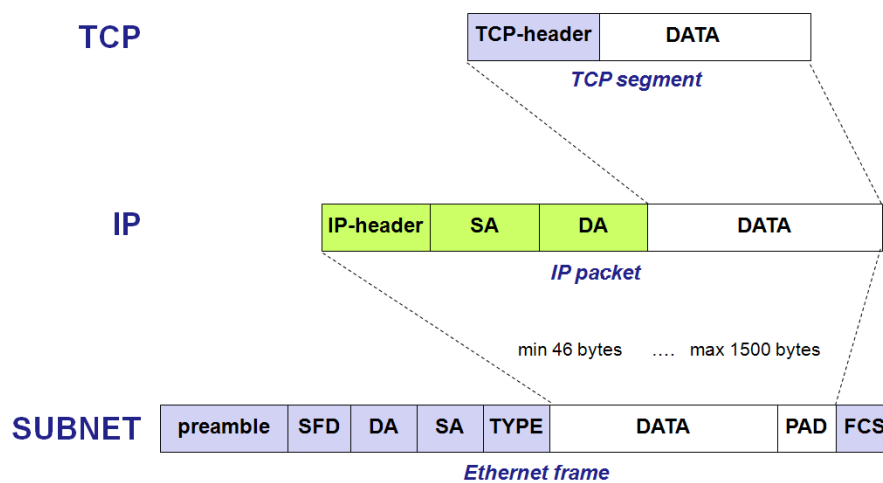 TCP
TCP-header DATA
TCP segment
IP
IP-header SA DA DATA
IP packet
min 46 bytes .... max 1500 bytes
SUBNET
preamble SFD DA SA TYPE DATA PAD FCS
Ethernet frame